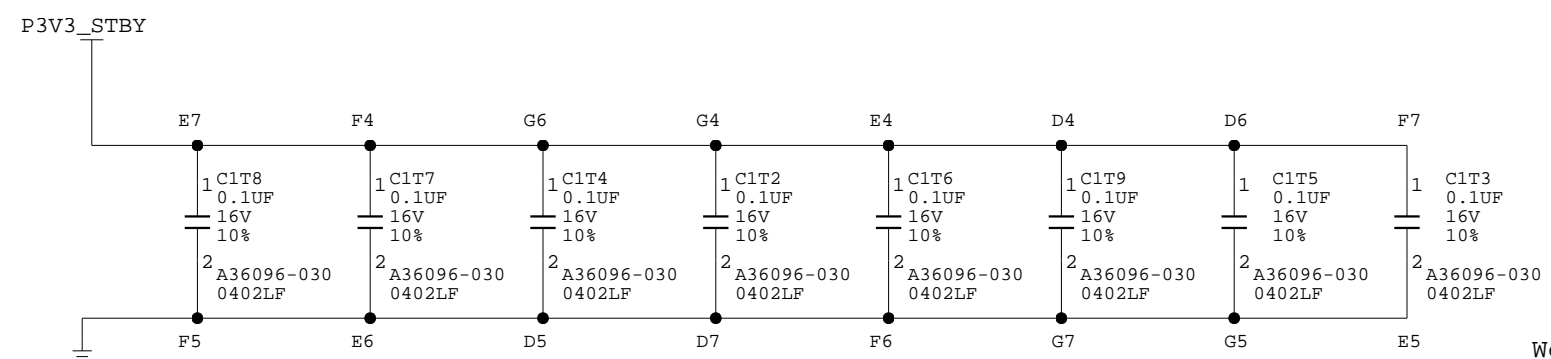 P3V3_STBY
E7 F4 G6 G4 E4 D4 D6 F7
1 C1T8 1 C1T7 1 C1T4 1 C1T2 1 C1T6 1 C1T9 1 C1T5 1 C1T3
0.1UF 0.1UF 0.1UF 0.1UF 0.1UF 0.1UF 0.1UF 0.1UF
16V 16V 16V 16V 16V 16V 16V 16V
10% 10% 10% 10% 10% 10% 10% 10%
2 A36096-030 2 A36096-030 2 A36096-030 2 A36096-030 2 A36096-030 2 A36096-030 2 A36096-030 2 A36096-030
0402LF 0402LF 0402LF 0402LF 0402LF 0402LF 0402LF 0402LF
F5 E6 D5 D7 F6 G7 G5 E5